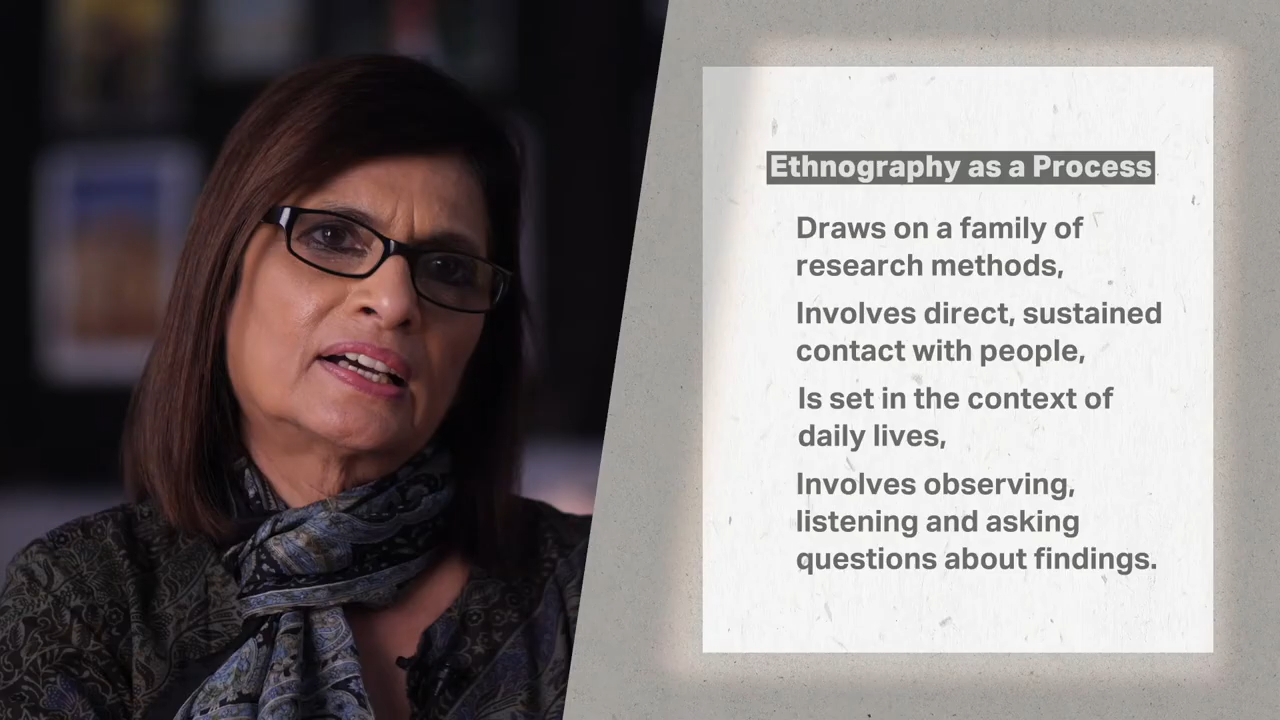 Ethnography as a Process
Draws on a family of
research methods,
Involves direct, sustained
contact with people,
Is set in the context of
daily lives,
Involves observing,
listening and asking
questions about findings.